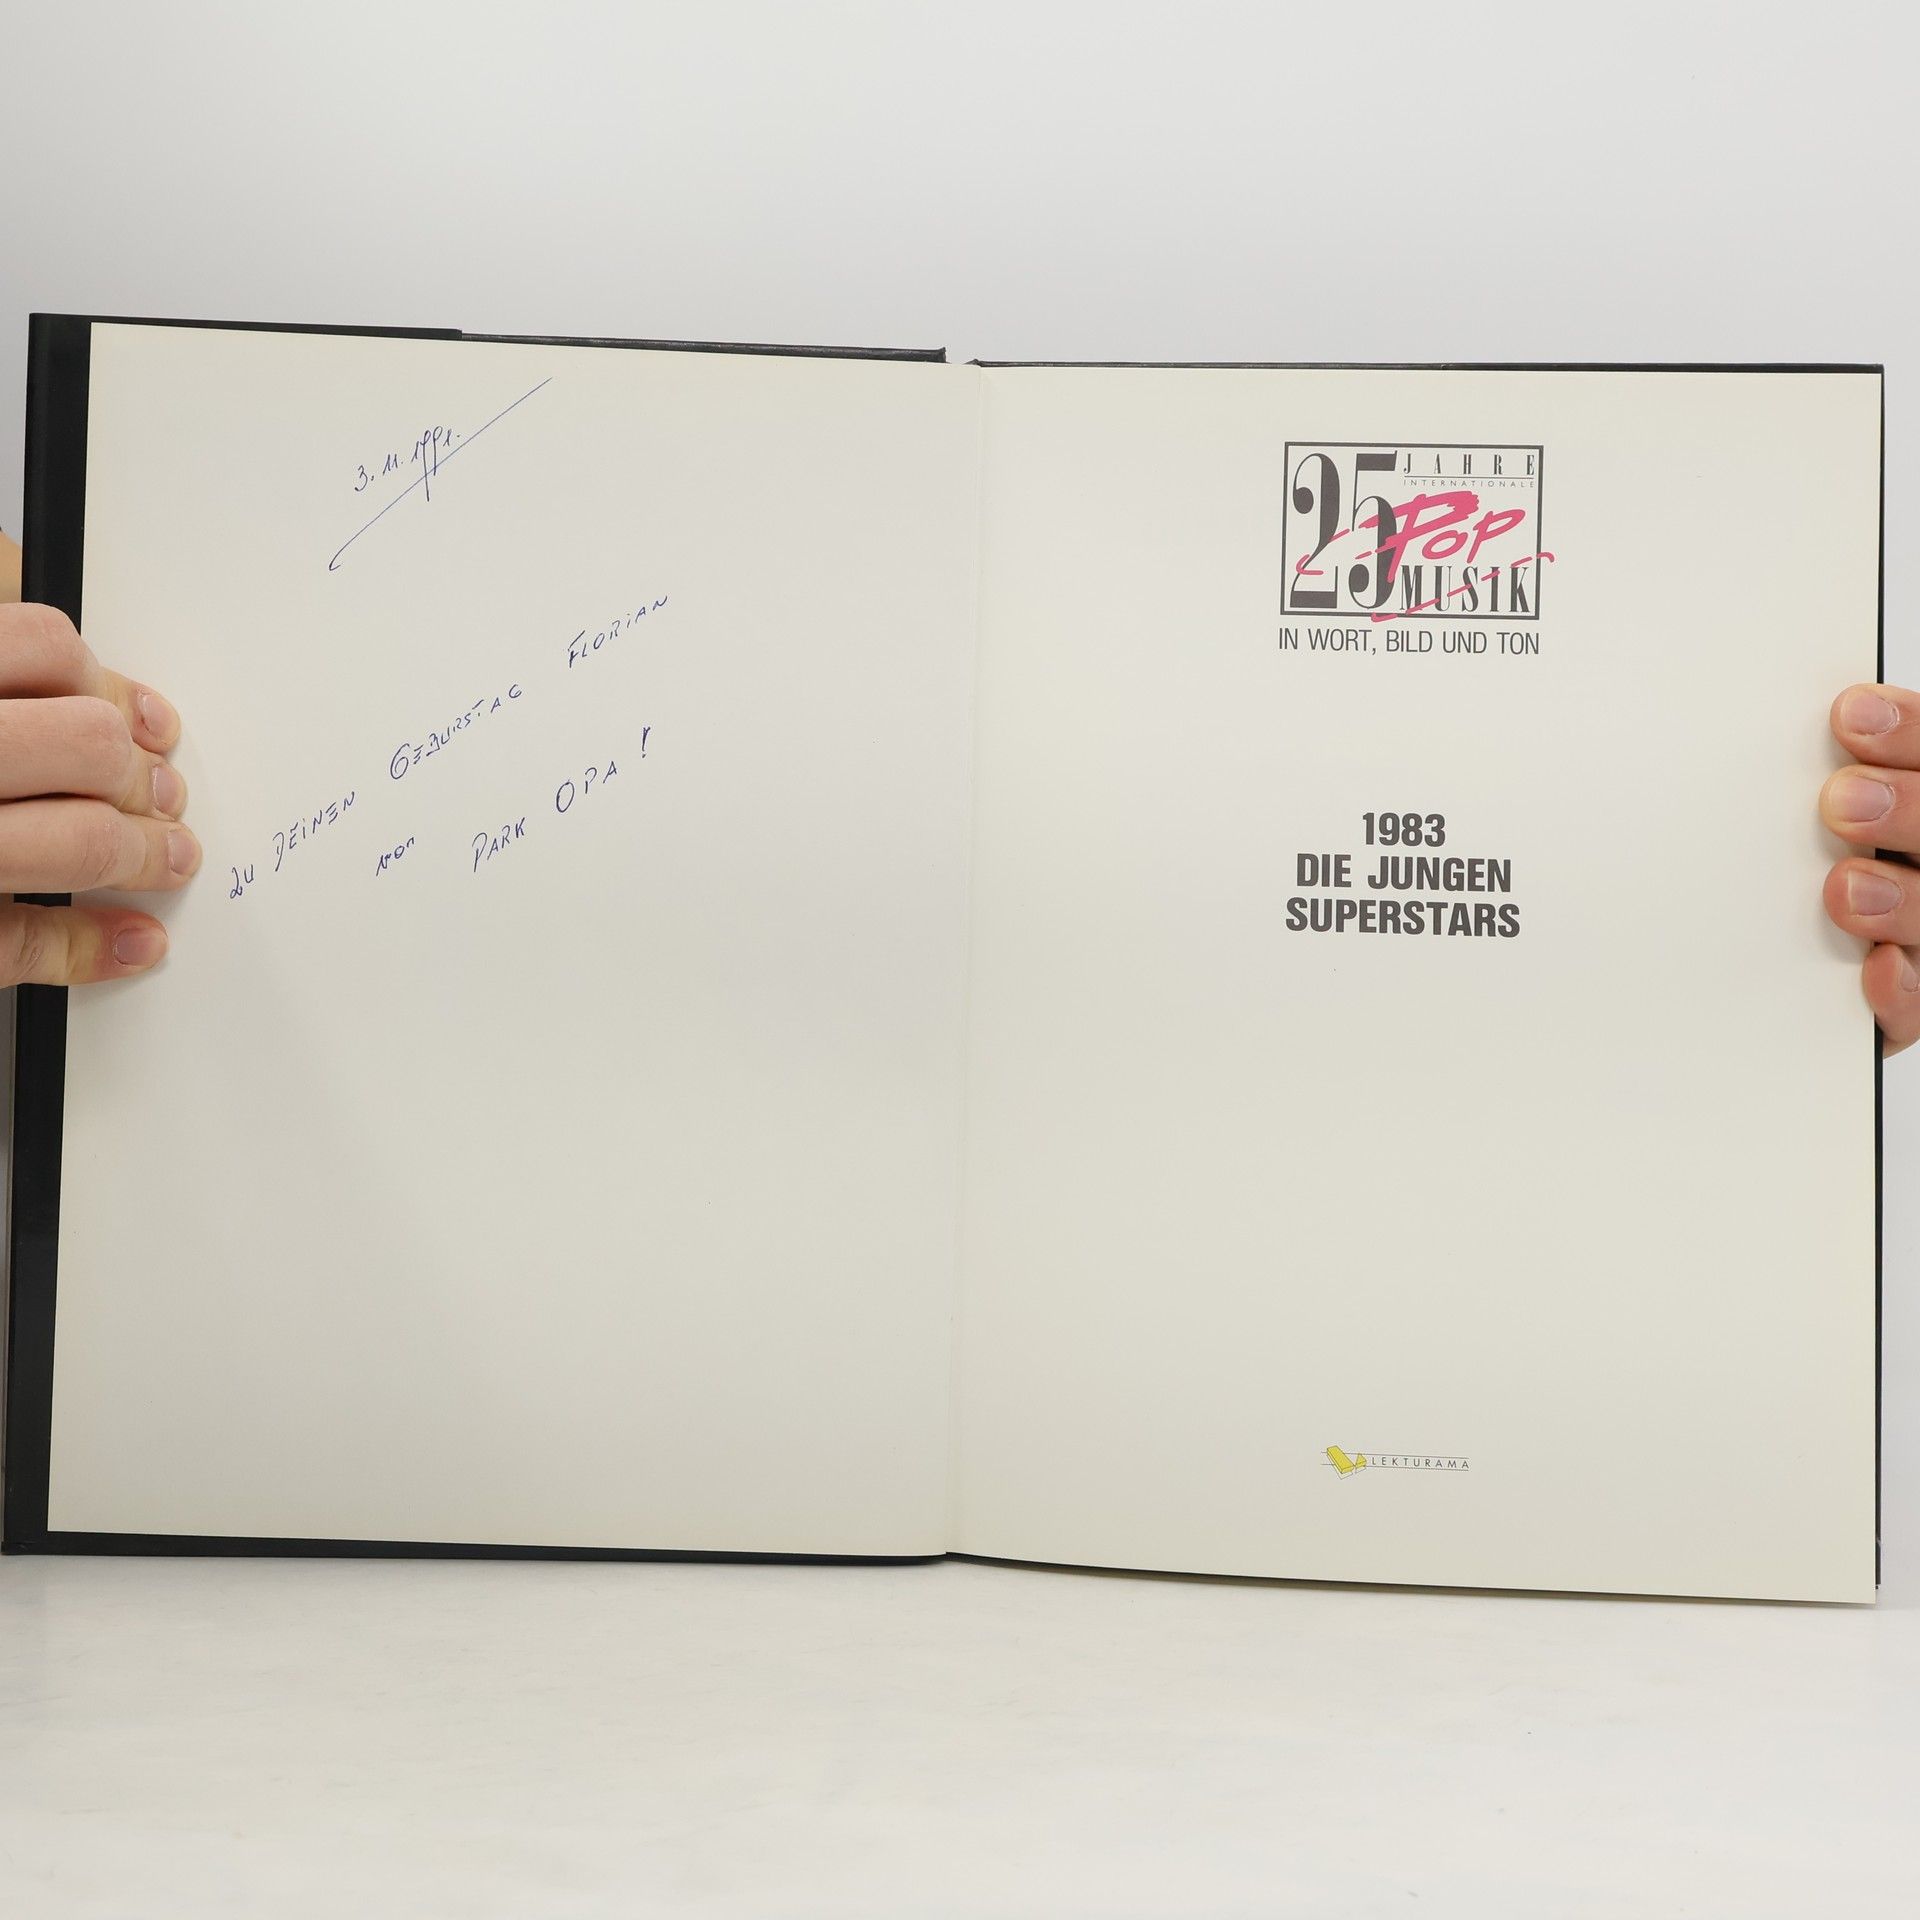 3. 11. 1991.
ZU DEINEN GEBURSTAG FLORIAN
von PARK OPA!
25 JAHRE
INTERNATIONALE
POP
MUSIK
IN WORT, BILD UND TON
1983
DIE JUNGEN
SUPERSTARS
LEKTURAMA